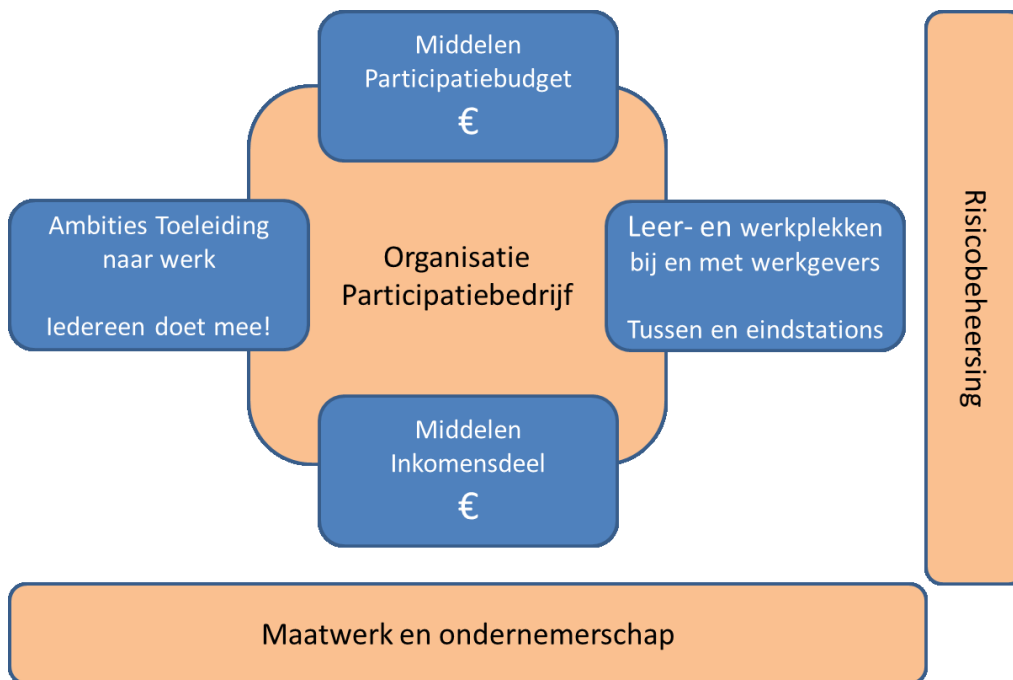 Middelen
Participatiebudget
€
Ambities Toeleiding
naar werk
Iedereen doet mee!
Organisatie
Participatiebedrijf
Leer- en werkplekken
bij en met werkgevers
Tussen en eindstations
Middelen
Inkomensdeel
€
Risicobeheersing
Maatwerk en ondernemerschap